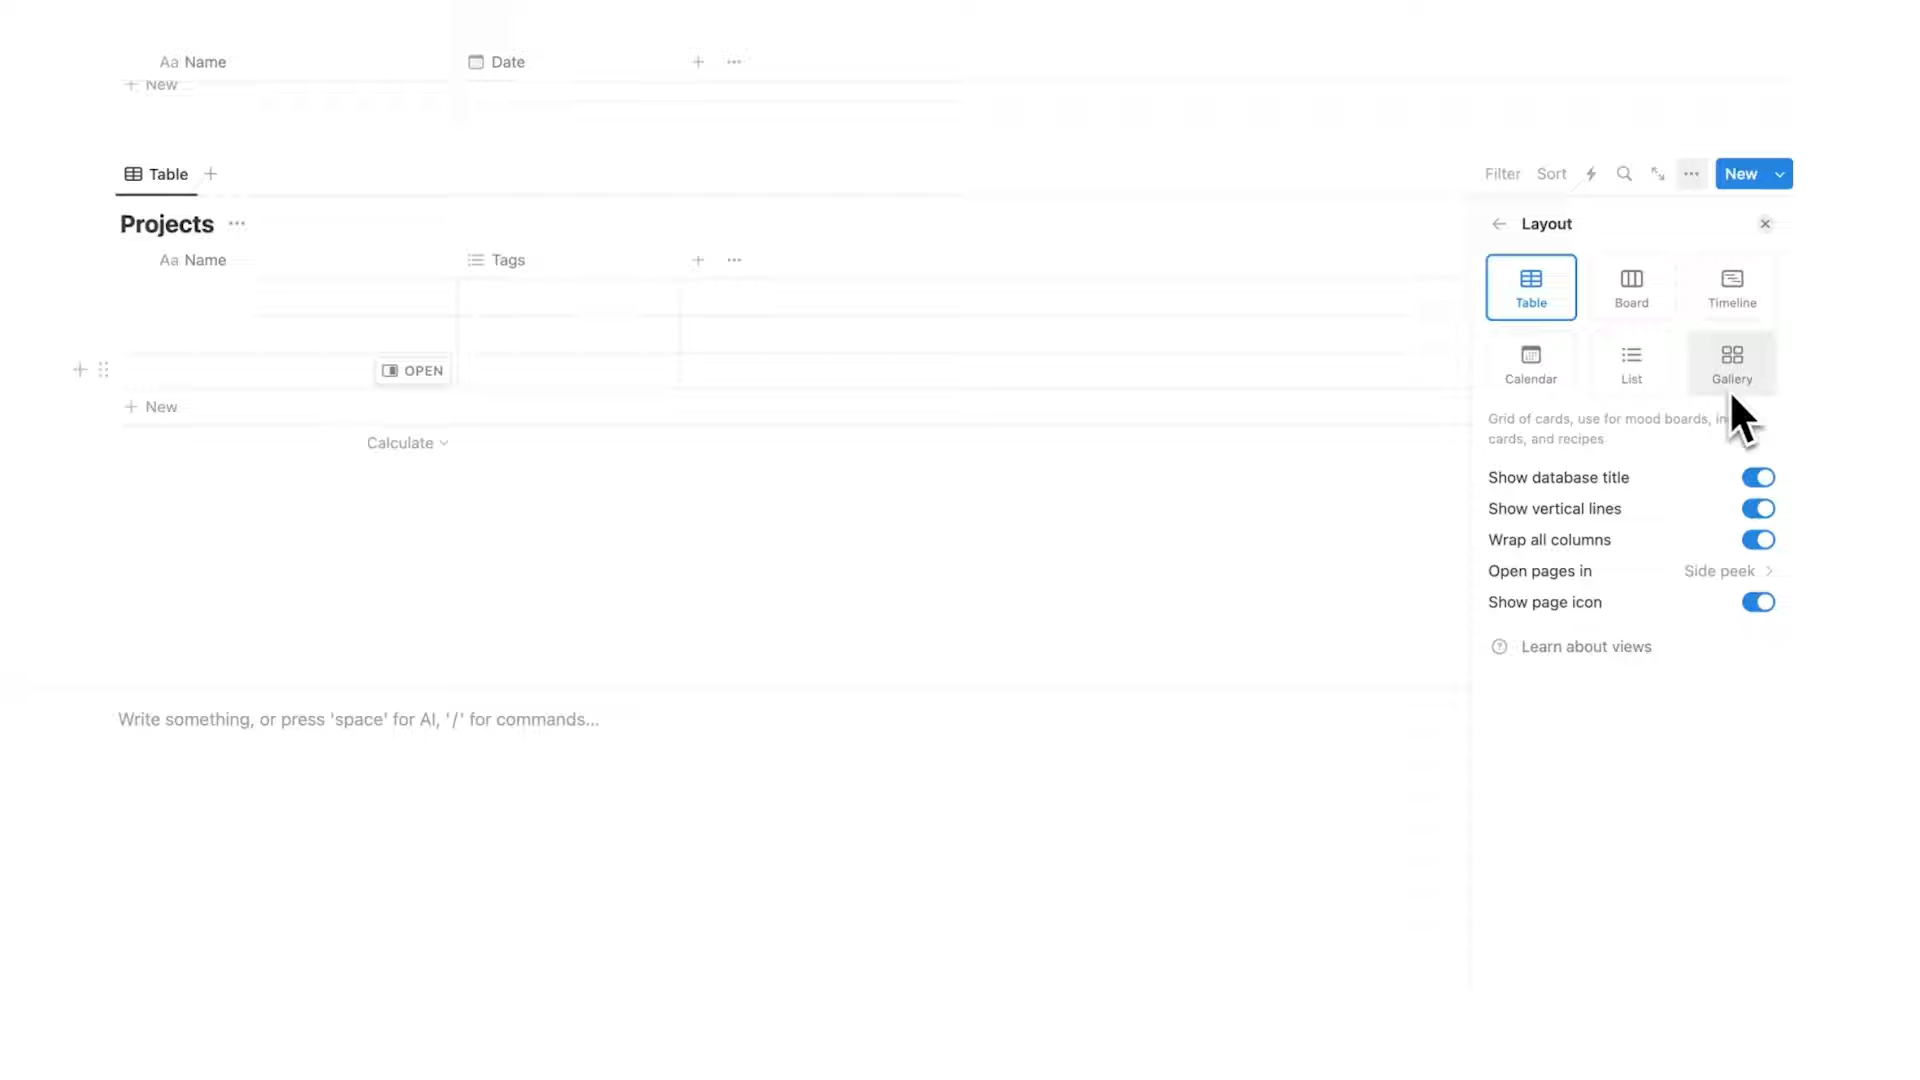 Aa Name Date
+ New
Table
Filter Sort New
Projects
Layout
Aa Name Tags
Table Board Timeline
Calendar List Gallery
OPEN
+ New
Calculate
Grid of cards, use for mood boards,
cards, and recipes
Show database title
Show vertical lines
Wrap all columns
Open pages in Side peek
Show page icon
Learn about views
Write something, or press 'space' for AI, '/' for commands...